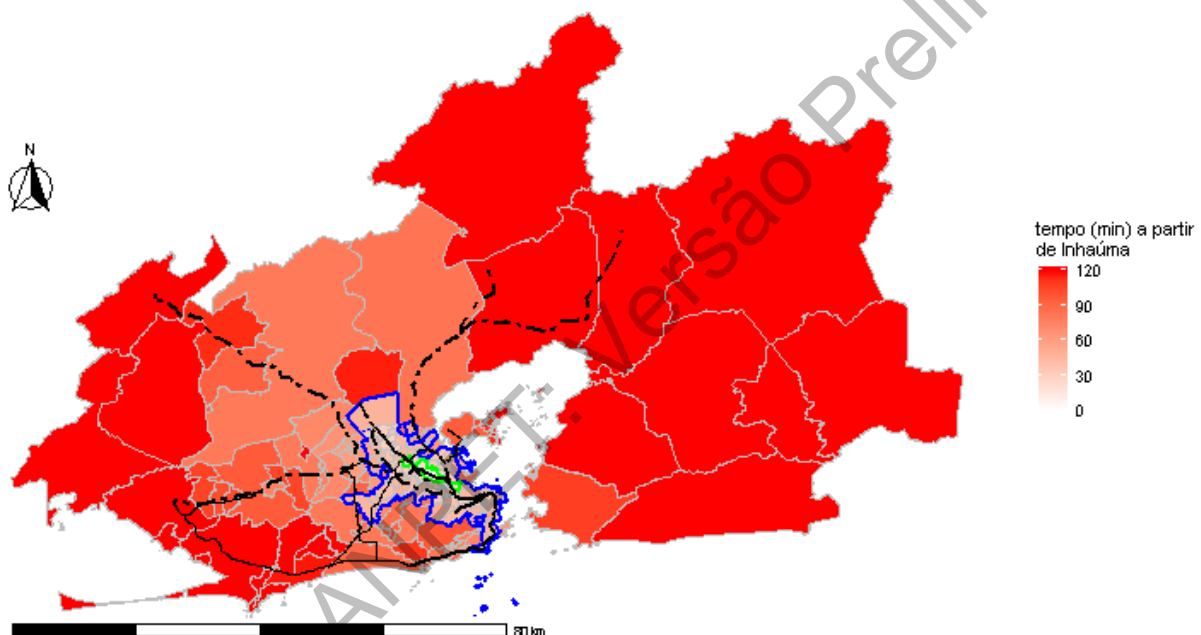 N
tempo (min) a partir
de Inhaúma
120
90
60
30
0
80 km
ANPET: Versão Preli